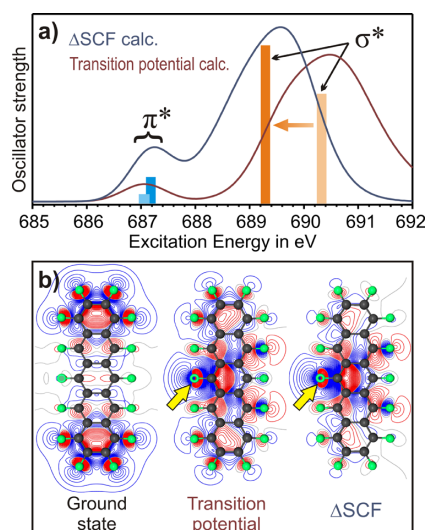 a)
ΔSCF calc.
Transition potential calc.
σ*
π*
Oscillator strength
685 686 687 688 689 690 691 692
Excitation Energy in eV
b)
Ground
state
Transition
potential
ΔSCF